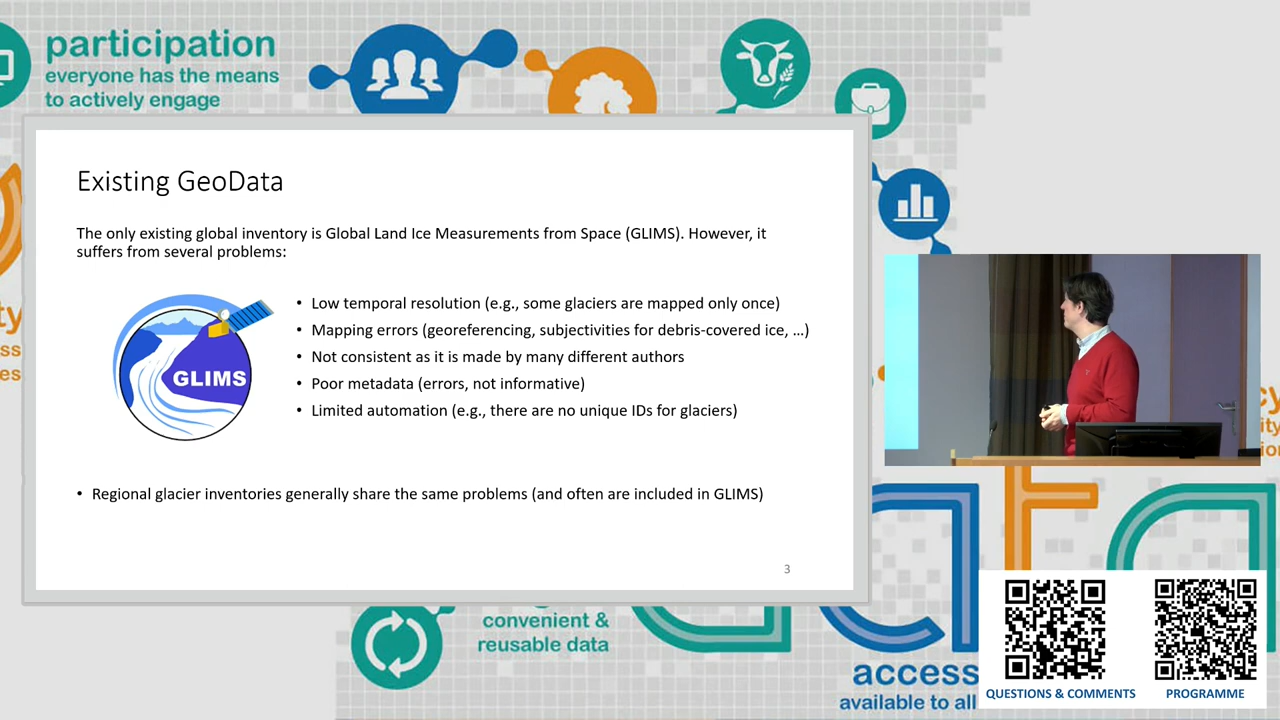 participation
everyone has the means
to actively engage
Existing GeoData
The only existing global inventory is Global Land Ice Measurements from Space (GLIMS). However, it
suffers from several problems:
GLIMS
• Low temporal resolution (e.g., some glaciers are mapped only once)
• Mapping errors (georeferencing, subjectivities for debris-covered ice, …)
• Not consistent as it is made by many different authors
• Poor metadata (errors, not informative)
• Limited automation (e.g., there are no unique IDs for glaciers)
• Regional glacier inventories generally share the same problems (and often are included in GLIMS)
3
convenient &
reusable data
access
available to all
QUESTIONS & COMMENTS
PROGRAMME